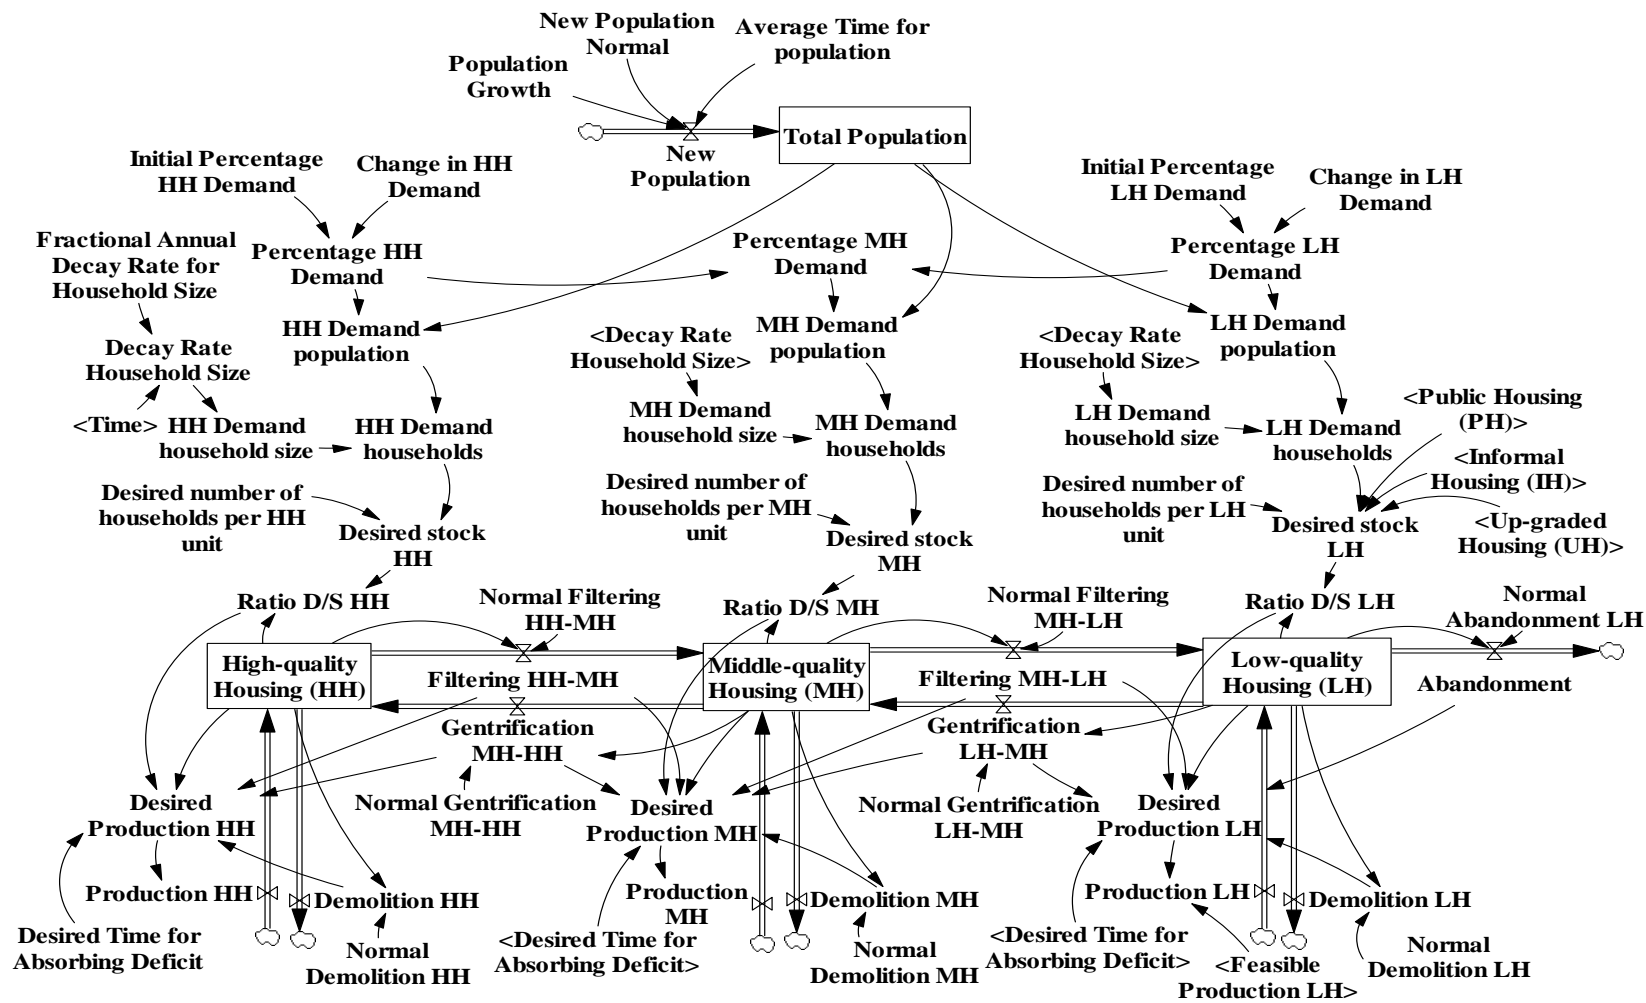 New Population
Normal
Average Time for
population
Population
Growth
Total Population
New
Population
Initial Percentage
HH Demand
Change in HH
Demand
Initial Percentage
LH Demand
Change in LH
Demand
Fractional Annual
Decay Rate for
Household Size
Percentage HH
Demand
Percentage MH
Demand
Percentage LH
Demand
HH Demand
population
<Decay Rate
Household Size>
MH Demand
population
<Decay Rate
Household Size>
LH Demand
population
Decay Rate
Household Size
<Time>
HH Demand
household size
HH Demand
households
MH Demand
household size
MH Demand
households
LH Demand
household size
LH Demand
households
<Public Housing
(PH)>
<Informal
Housing (IH)>
<Up-graded
Housing (UH)>
Desired number of
households per HH
unit
Desired stock
HH
Desired number of
households per MH
unit
Desired stock
MH
Desired number of
households per LH
unit
Desired stock
LH
Ratio D/S HH
Normal Filtering
HH-MH
Ratio D/S MH
Normal Filtering
MH-LH
Ratio D/S LH
Normal
Abandonment LH
High-quality
Housing (HH)
Filtering HH-MH
Middle-quality
Housing (MH)
Filtering MH-LH
Low-quality
Housing (LH)
Abandonment
Gentrification
MH-HH
Gentrification
LH-MH
Normal Gentrification
MH-HH
Normal Gentrification
LH-MH
Desired
Production HH
Desired
Production MH
Desired
Production LH
Production HH
Demolition HH
Production
MH
Demolition MH
Production LH
Demolition LH
Desired Time for
Absorbing Deficit
Normal
Demolition HH
<Desired Time for
Absorbing Deficit>
Normal
Demolition MH
<Desired Time for
Absorbing Deficit>
<Feasible
Production LH>
Normal
Demolition LH